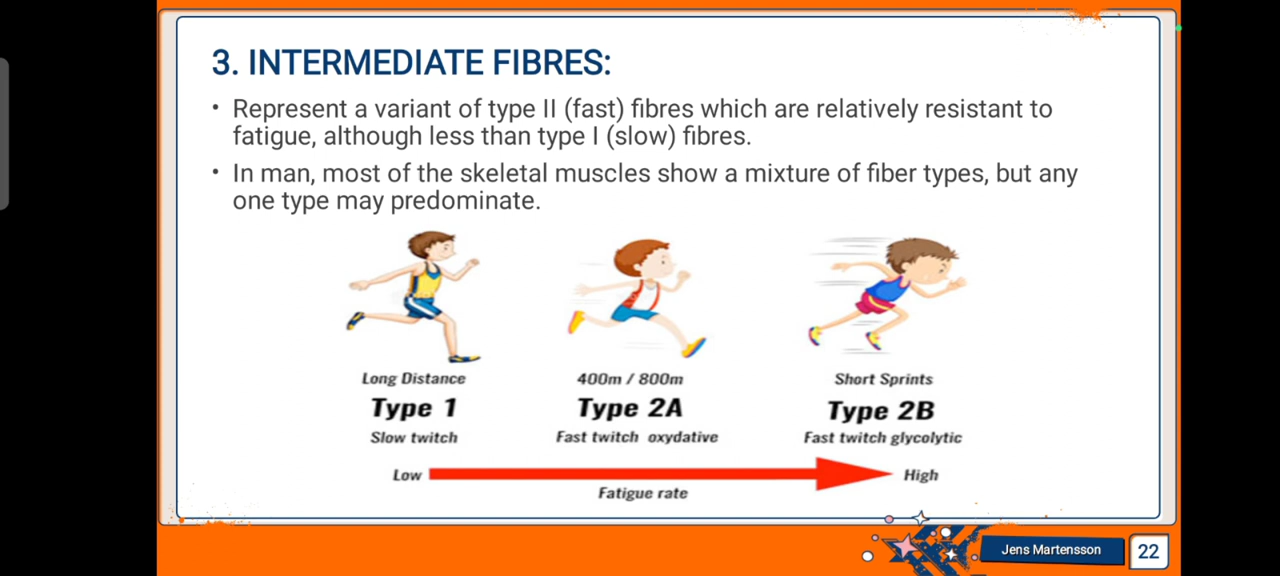 3. INTERMEDIATE FIBRES:
• Represent a variant of type II (fast) fibres which are relatively resistant to
fatigue, although less than type I (slow) fibres.
• In man, most of the skeletal muscles show a mixture of fiber types, but any
one type may predominate.
Long Distance
Type 1
Slow twitch
400m / 800m
Type 2A
Fast twitch oxydative
Short Sprints
Type 2B
Fast twitch glycolytic
Low
High
Fatigue rate
Jens Martensson
22